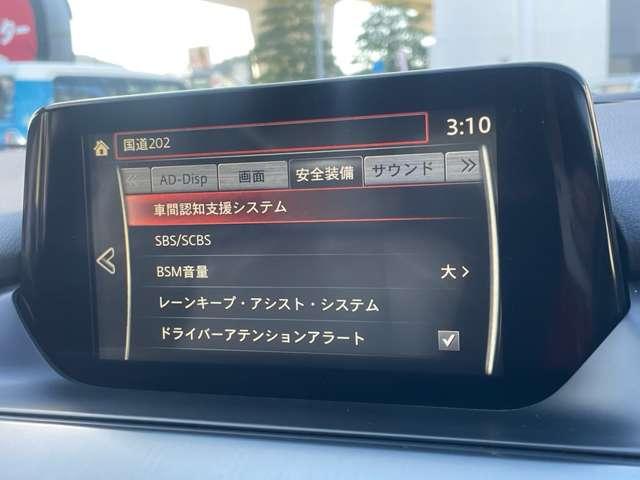 国道202
3:10
AD-Disp
画面
安全装備
サウンド
車間認知支援システム
SBS/SCBS
BSM音量
大
レーンキープ・アシスト・システム
ドライバーアテンションアラート